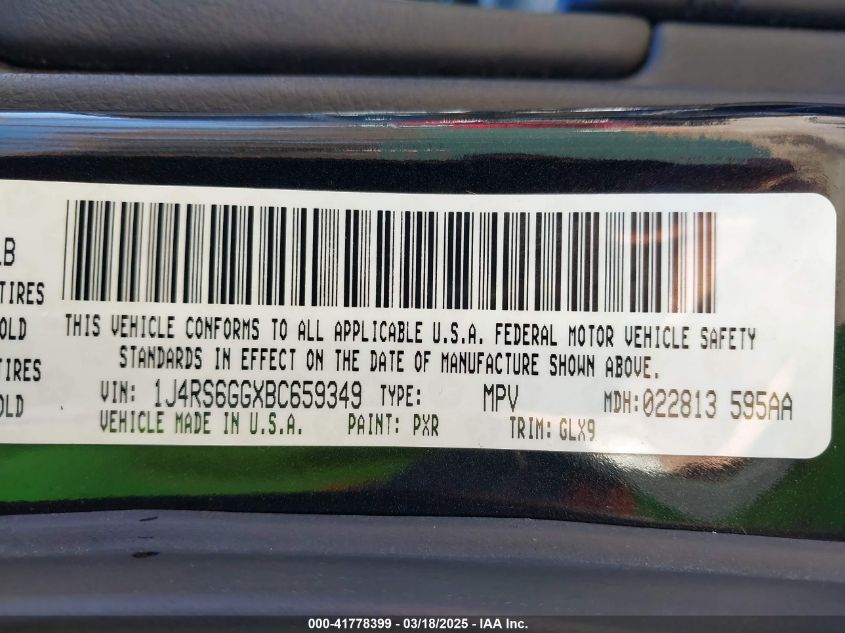 LB
TIRES
OLD
TIRES
OLD
THIS VEHICLE CONFORMS TO ALL APPLICABLE U.S.A. FEDERAL MOTOR VEHICLE SAFETY
STANDARDS IN EFFECT ON THE DATE OF MANUFACTURE SHOWN ABOVE.
VIN: 1J4RS6GGXBC659349 TYPE: MPV MDH:022813 595AA
VEHICLE MADE IN U.S.A. PAINT: PXR TRIM: GLX9
000-41778399 / 03/18/2025 - IAA Inc.